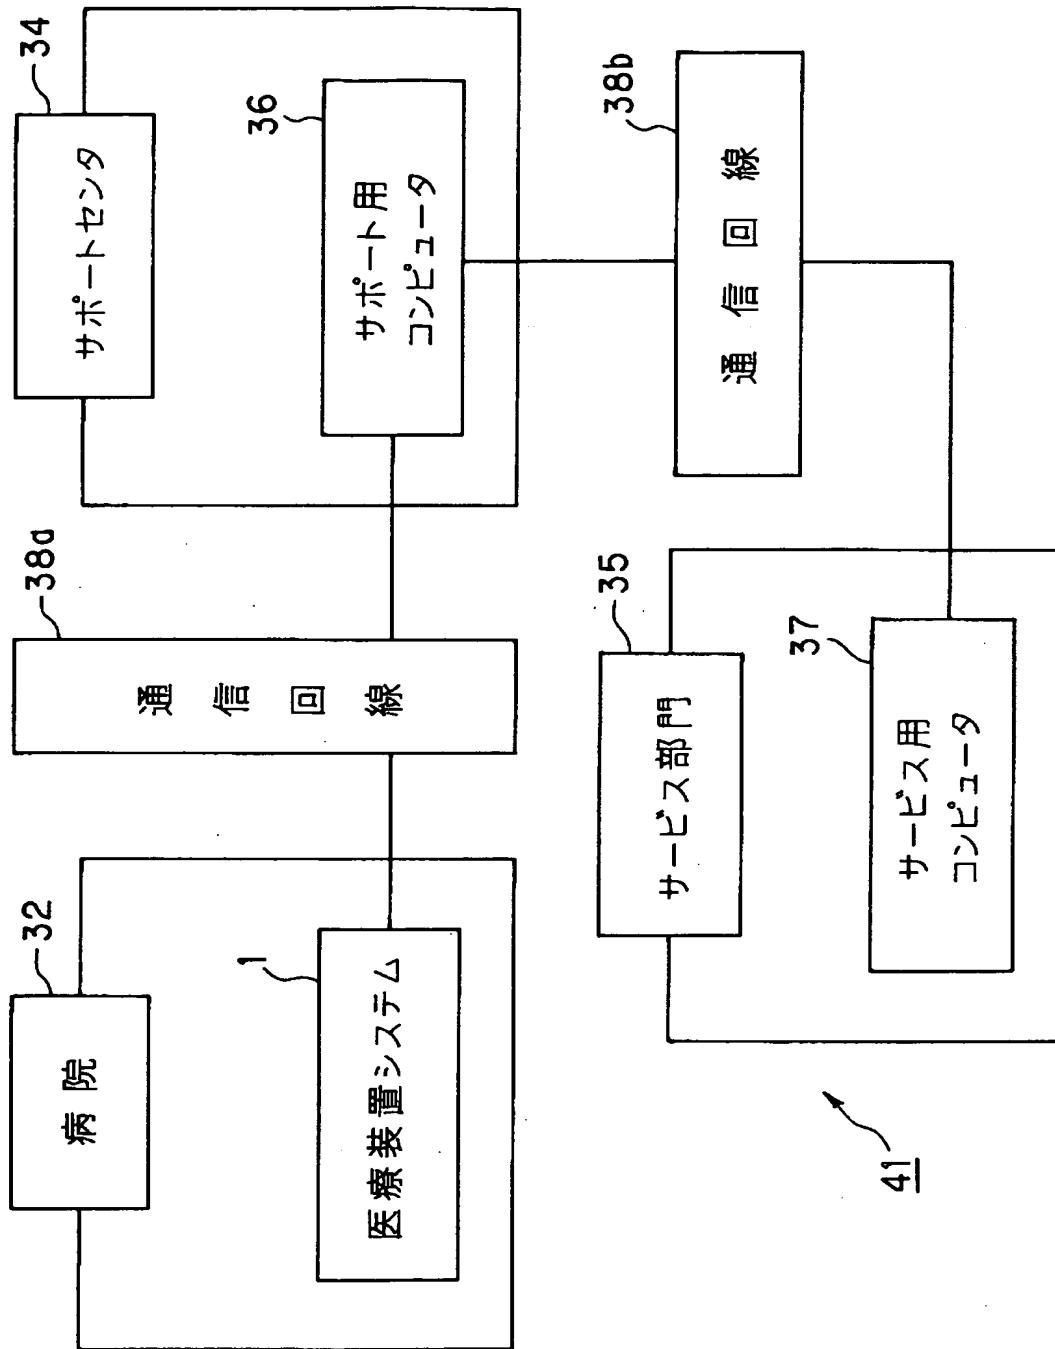 病院
32
医療装置システム
1
通信回線
38a
サポートセンタ
34
サポート用
コンピュータ
36
通信回線
38b
サービス部門
35
サービス用
コンピュータ
37
41